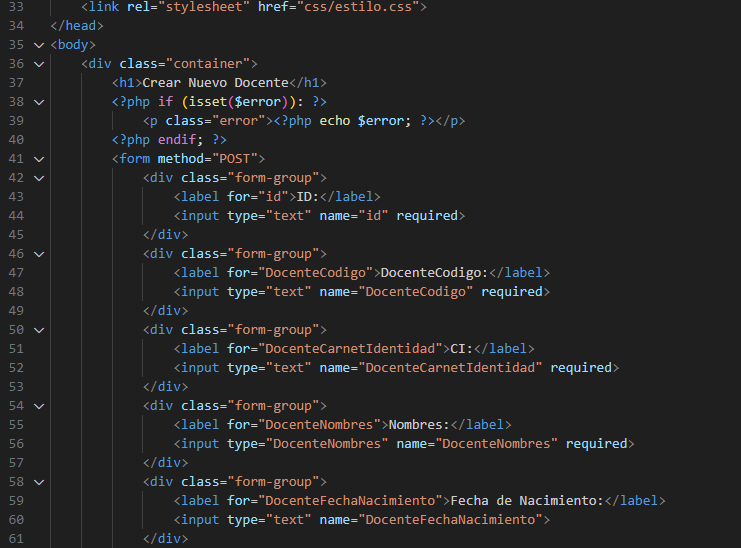 33 <link rel="stylesheet" href="css/estilo.css">
34 </head>
35 <body>
36 <div class="container">
37 <h1>Crear Nuevo Docente</h1>
38 <?php if (isset($error)): ?>
39 <p class="error"><?php echo $error; ?></p>
40 <?php endif; ?>
41 <form method="POST">
42 <div class="form-group">
43 <label for="id">ID:</label>
44 <input type="text" name="id" required>
45 </div>
46 <div class="form-group">
47 <label for="DocenteCodigo">DocenteCodigo:</label>
48 <input type="text" name="DocenteCodigo" required>
49 </div>
50 <div class="form-group">
51 <label for="DocenteCarnetIdentidad">CI:</label>
52 <input type="text" name="DocenteCarnetIdentidad" required>
53 </div>
54 <div class="form-group">
55 <label for="DocenteNombres">Nombres:</label>
56 <input type="DocenteNombres" name="DocenteNombres" required>
57 </div>
58 <div class="form-group">
59 <label for="DocenteFechaNacimiento">Fecha de Nacimiento:</label>
60 <input type="text" name="DocenteFechaNacimiento">
61 </div>